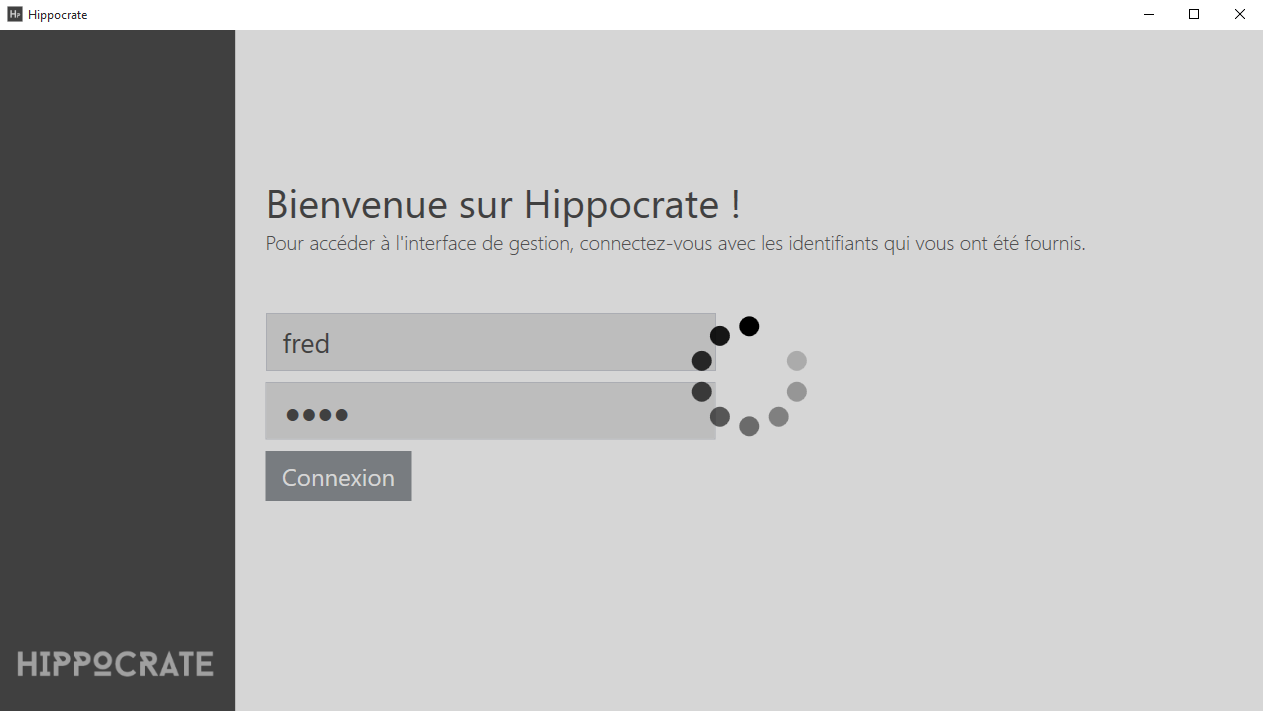 Hp Hippocrate
Bienvenue sur Hippocrate !
Pour accéder à l'interface de gestion, connectez-vous avec les identifiants qui vous ont été fournis.
fred
●●●●
Connexion
HIPPOCRATE